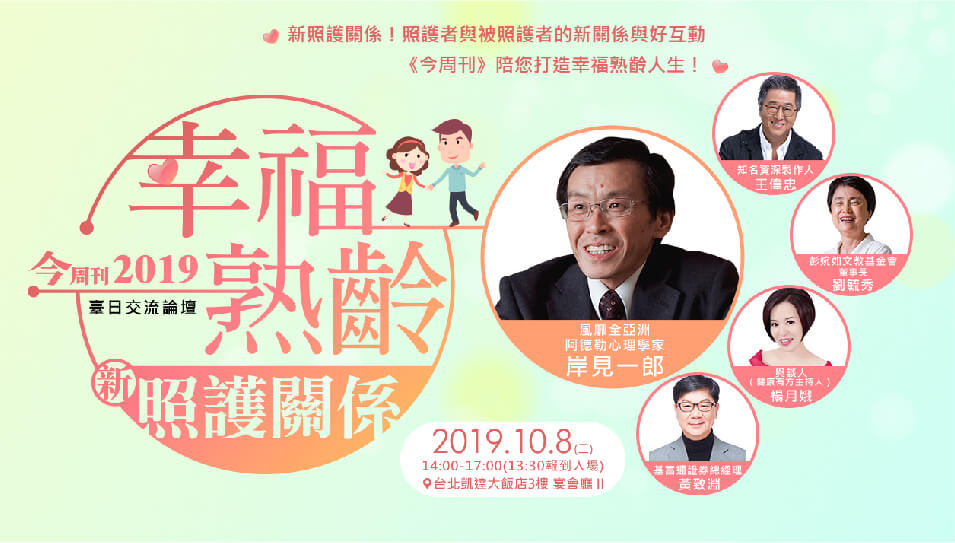 新照護關係！照護者與被照護者的新關係與好互動
《今周刊》陪您打造幸福熟齡人生！
幸福
熟齡
今周刊2019
臺日交流論壇
新
照護關係
風靡全亞洲
阿德勒心理學家
岸見一郎
知名資深製作人
王偉忠
彭婉如文教基金會
董事長
劉毓秀
與談人
(健康有方主持人)
楊月娥
基富通證券總經理
黃致淵
2019.10.8(二)
14:00-17:00(13:30報到入場)
台北凱達大飯店3樓 宴會廳II